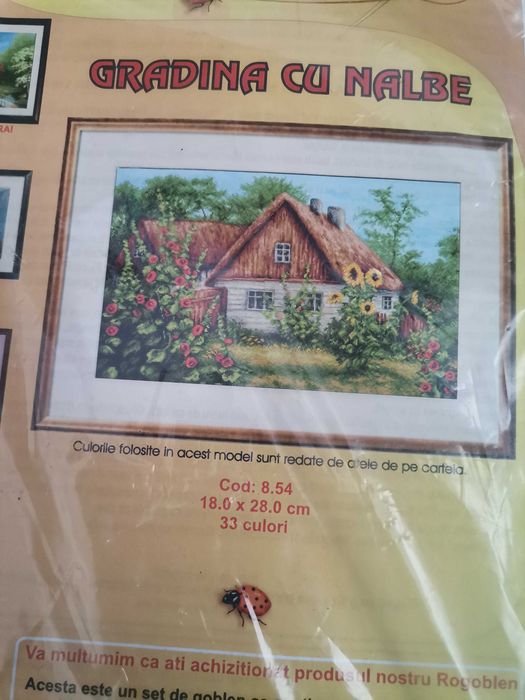 GRADINA CU NALBE
RAI
Culorile folosite in acest model sunt redate de atele de pe cartela.
Cod: 8.54
18.0 x 28.0 cm
33 culori
Va multumim ca ati achizitionat produsul nostru Rogoblen
Acesta este un set de goblen